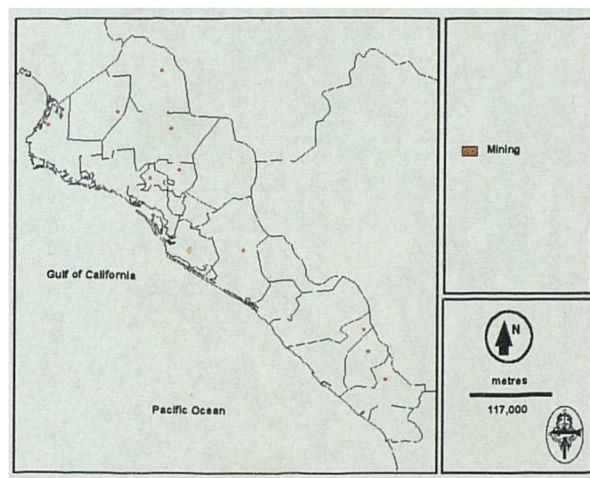 Mining
Gulf of California
N
metres
117,000
Pacific Ocean